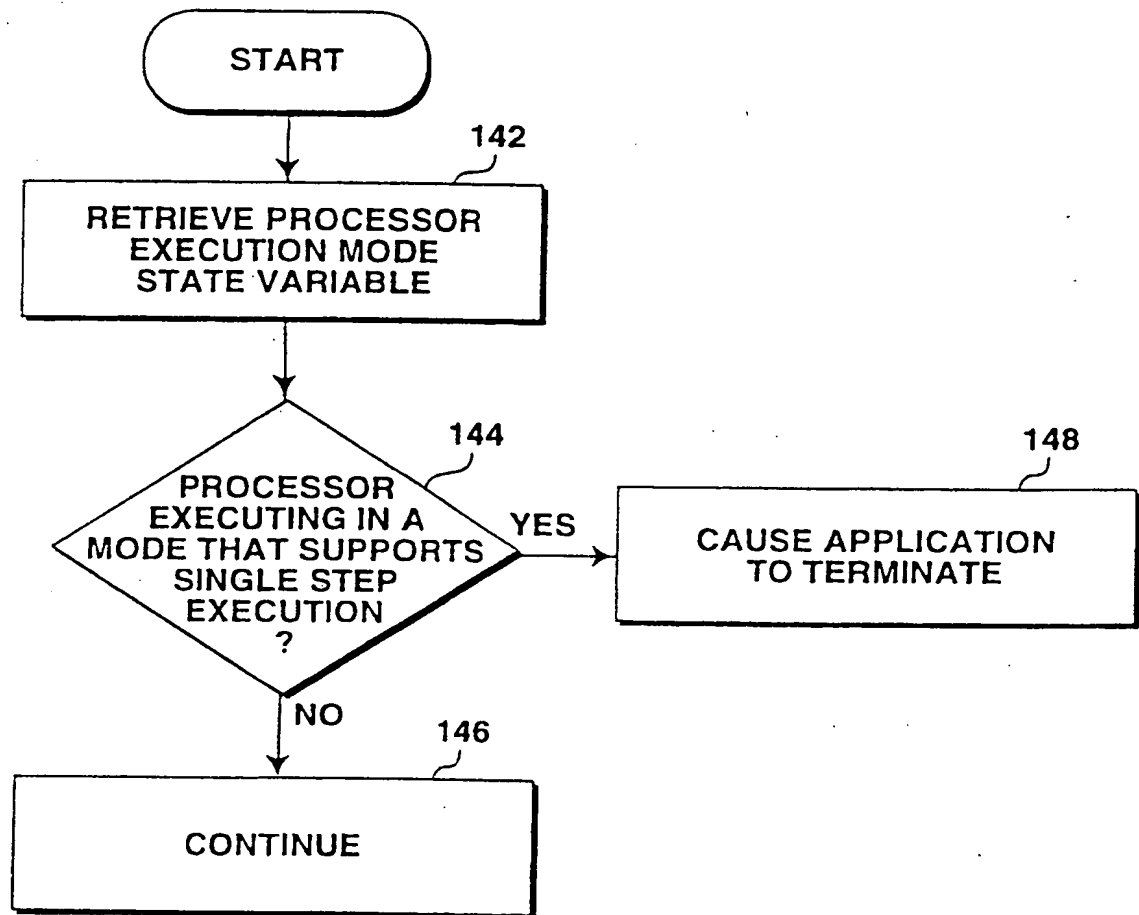 START
142
RETRIEVE PROCESSOR
EXECUTION MODE
STATE VARIABLE
144
PROCESSOR
EXECUTING IN A
MODE THAT SUPPORTS
SINGLE STEP
EXECUTION
?
YES
148
CAUSE APPLICATION
TO TERMINATE
NO
146
CONTINUE